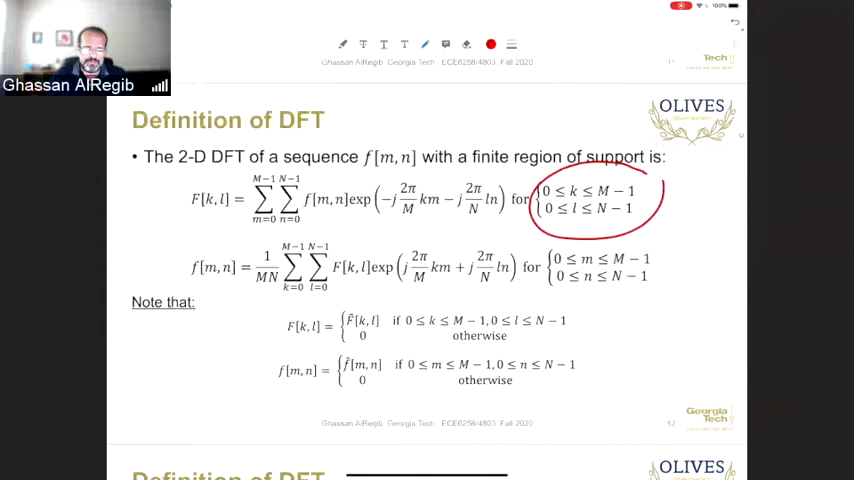 100%
Ghassan AlRegib Georgia Tech ECE6258/4803 Fall 2020
11
Tech
Ghassan AlRegib
Definition of DFT
OLIVES
12
• The 2-D DFT of a sequence f[m, n] with a finite region of support is:
F[k, l] = ∑_{m=0}^{M−1} ∑_{n=0}^{N−1} f[m, n]exp(−j 2π/M km − j 2π/N ln) for {0 ≤ k ≤ M − 1
0 ≤ l ≤ N − 1
f[m, n] = 1/MN ∑_{k=0}^{M−1} ∑_{l=0}^{N−1} F[k, l]exp(j 2π/M km + j 2π/N ln) for {0 ≤ m ≤ M − 1
0 ≤ n ≤ N − 1
Note that:
F[k, l] = {F̃[k, l] if 0 ≤ k ≤ M − 1, 0 ≤ l ≤ N − 1
0 otherwise
f[m, n] = {f̃[m, n] if 0 ≤ m ≤ M − 1, 0 ≤ n ≤ N − 1
0 otherwise
Ghassan AlRegib Georgia Tech ECE6258/4803 Fall 2020
Georgia
Tech
12
Definition of DFT
OLIVES